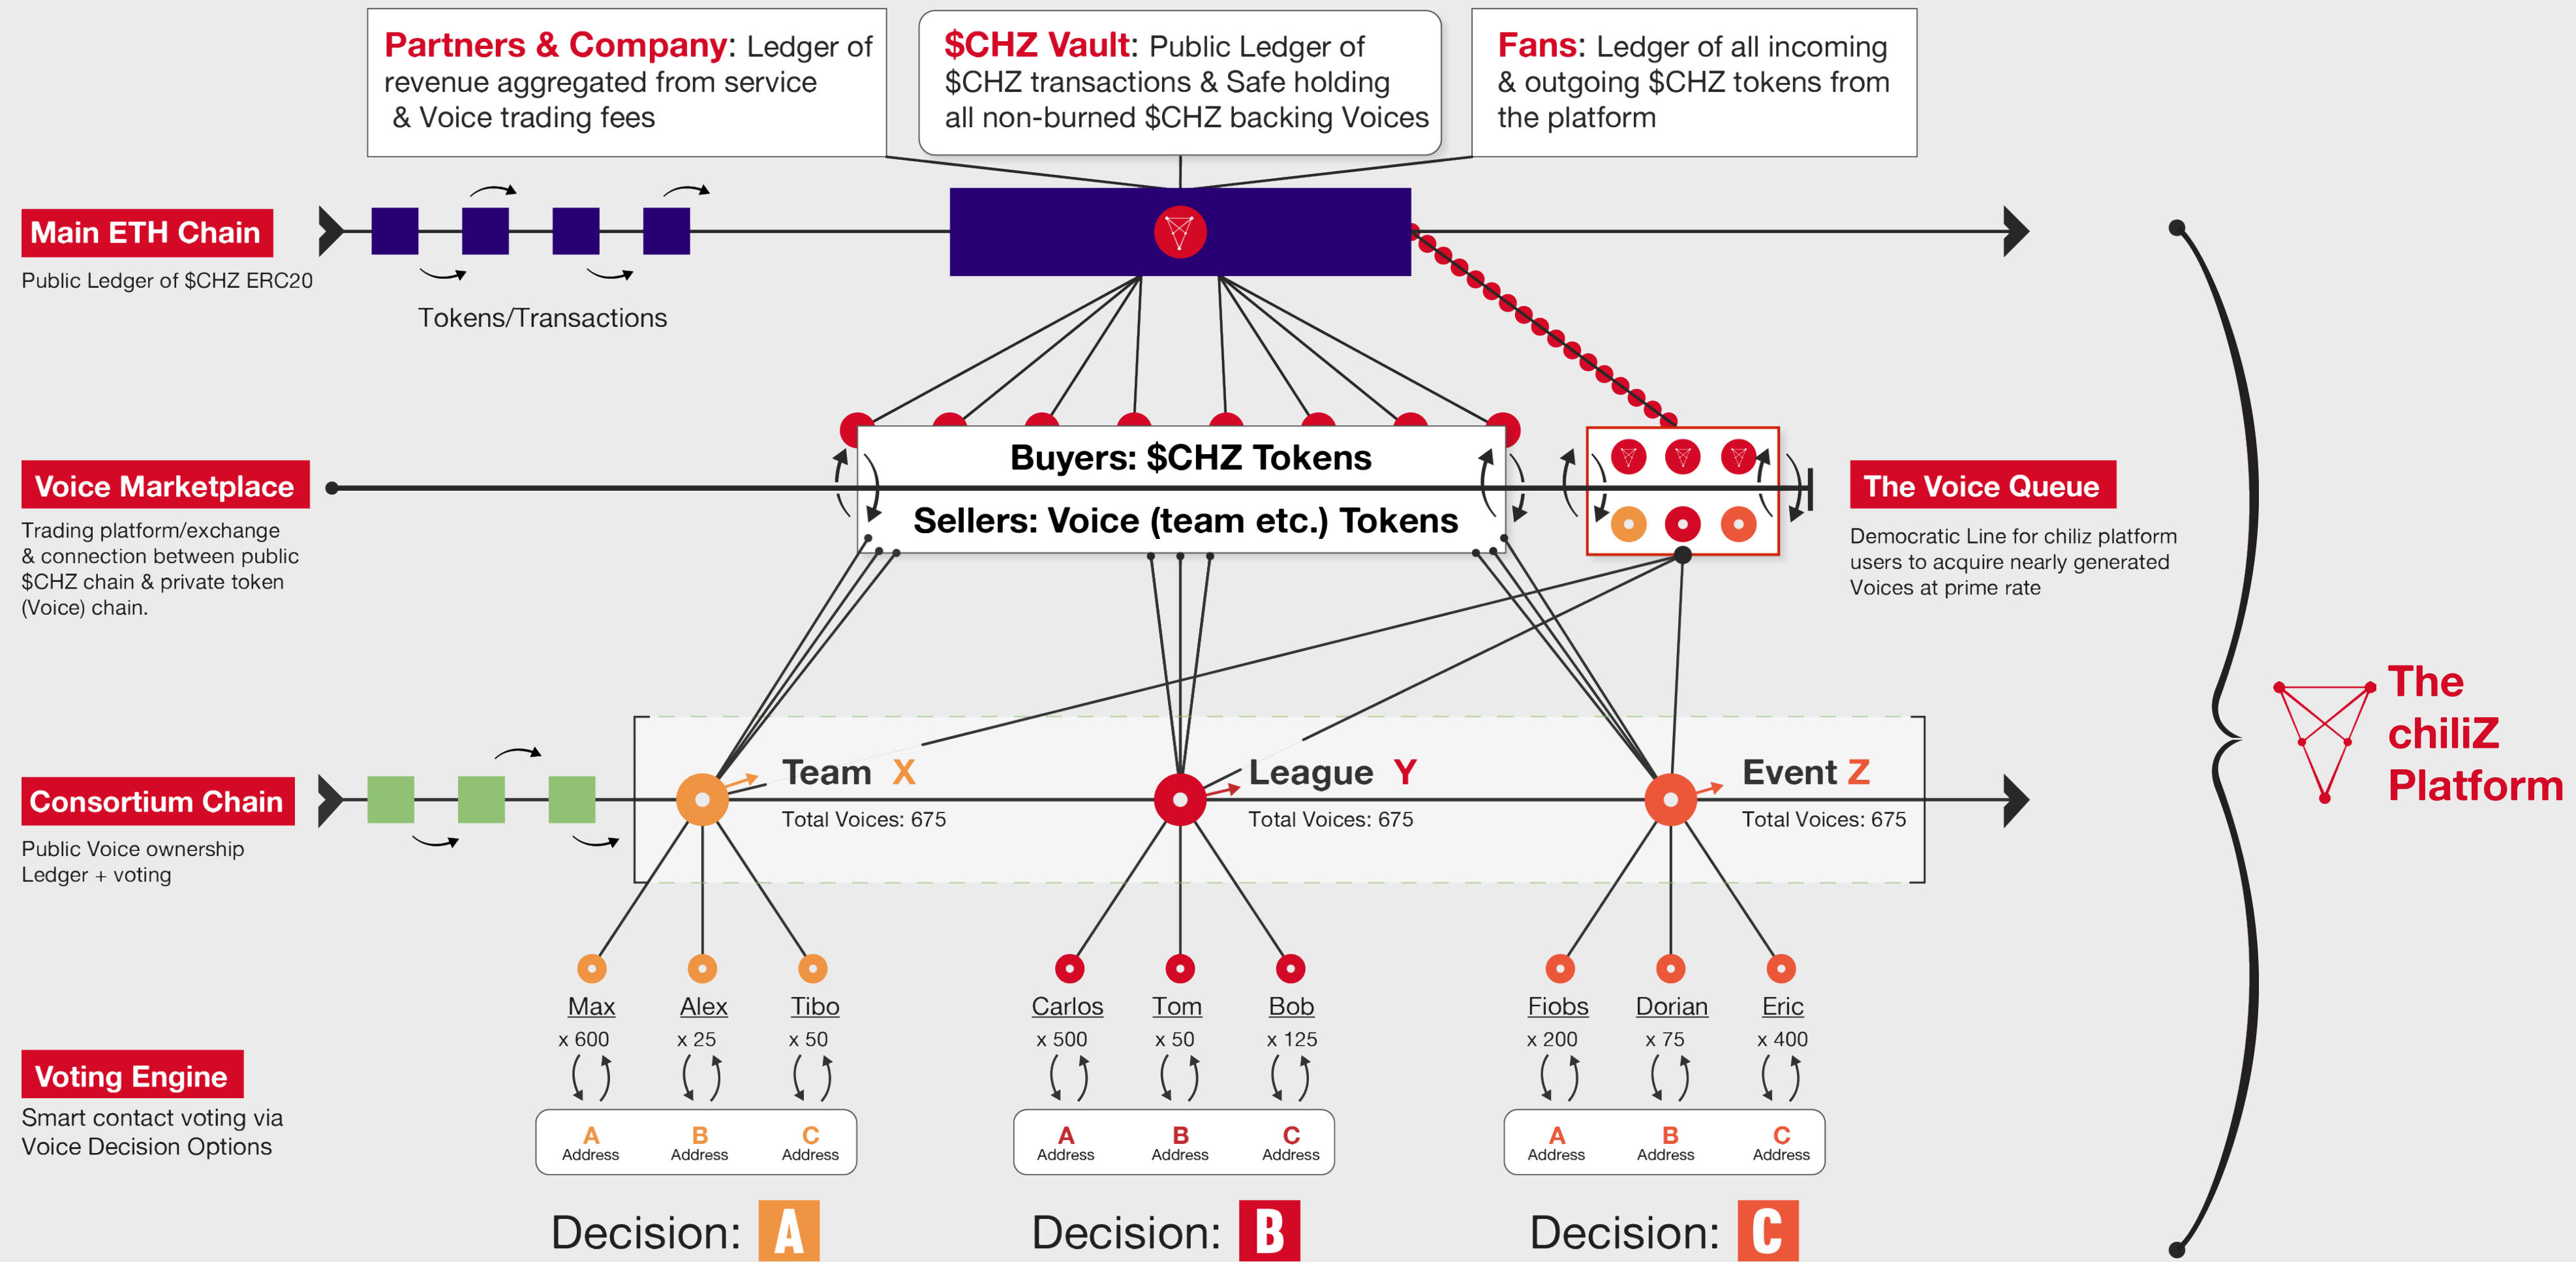 Partners & Company: Ledger of
revenue aggregated from service
& Voice trading fees
$CHZ Vault: Public Ledger of
$CHZ transactions & Safe holding
all non-burned $CHZ backing Voices
Fans: Ledger of all incoming
& outgoing $CHZ tokens from
the platform
Main ETH Chain
Public Ledger of $CHZ ERC20
Tokens/Transactions
Voice Marketplace
Trading platform/exchange
& connection between public
$CHZ chain & private token
(Voice) chain.
Buyers: $CHZ Tokens
Sellers: Voice (team etc.) Tokens
The Voice Queue
Democratic Line for chiliz platform
users to acquire nearly generated
Voices at prime rate
The
chiliZ
Platform
Consortium Chain
Public Voice ownership
Ledger + voting
Team X
Total Voices: 675
League Y
Total Voices: 675
Event Z
Total Voices: 675
Max Alex Tibo
x 600 x 25 x 50
Carlos Tom Bob
x 500 x 50 x 125
Fiobs Dorian Eric
x 200 x 75 x 400
Voting Engine
Smart contact voting via
Voice Decision Options
A B C
Address Address Address
A B C
Address Address Address
A B C
Address Address Address
Decision: A
Decision: B
Decision: C